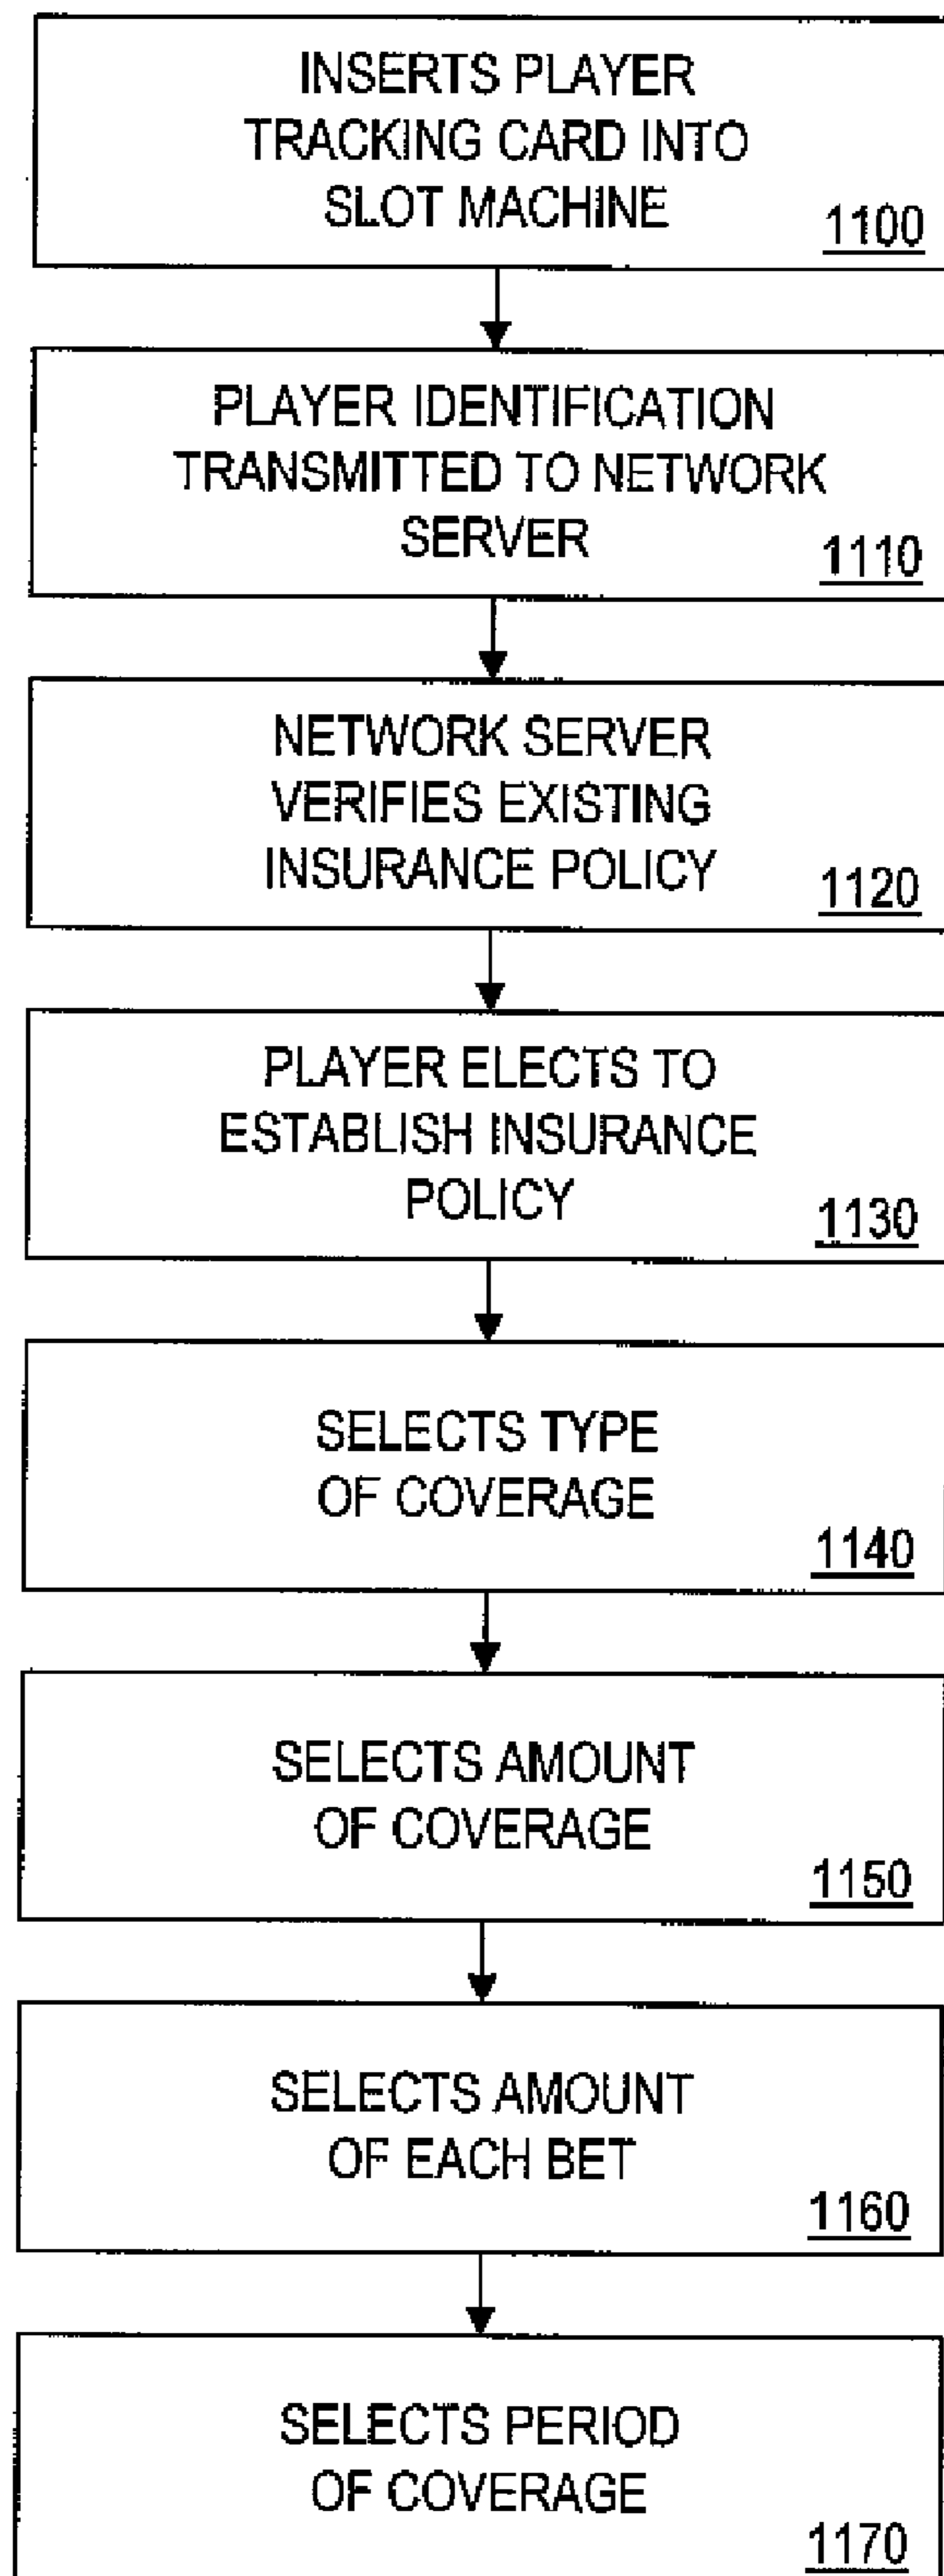 INSERTS PLAYER
TRACKING CARD INTO
SLOT MACHINE
1100
PLAYER IDENTIFICATION
TRANSMITTED TO NETWORK
SERVER
1110
NETWORK SERVER
VERIFIES EXISTING
INSURANCE POLICY
1120
PLAYER ELECTS TO
ESTABLISH INSURANCE
POLICY
1130
SELECTS TYPE
OF COVERAGE
1140
SELECTS AMOUNT
OF COVERAGE
1150
SELECTS AMOUNT
OF EACH BET
1160
SELECTS PERIOD
OF COVERAGE
1170